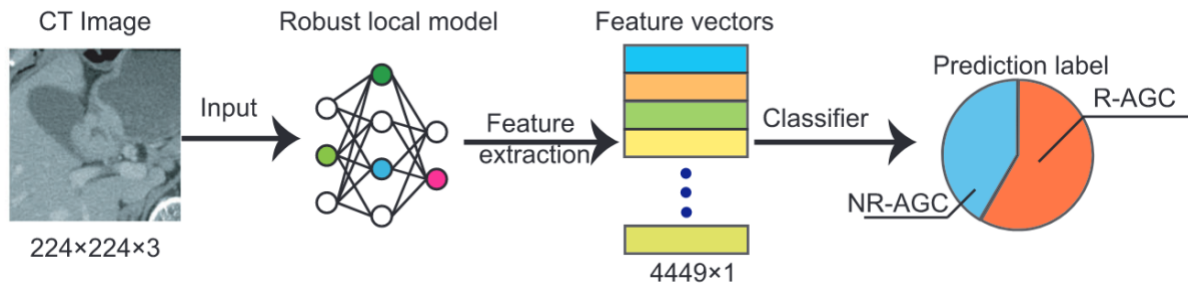 CT Image
Robust local model
Feature vectors
Prediction label
Input
Feature
extraction
Classifier
R-AGC
NR-AGC
224×224×3
4449×1